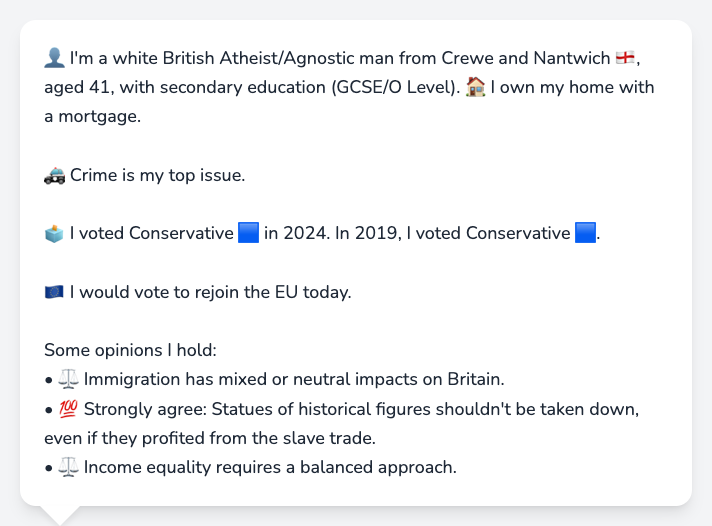 👤 I'm a white British Atheist/Agnostic man from Crewe and Nantwich 🏴󠁧󠁢󠁥󠁮󠁧󠁿,
aged 41, with secondary education (GCSE/O Level). 🏠 I own my home with
a mortgage.
🚓 Crime is my top issue.
🗳️ I voted Conservative 🟦 in 2024. In 2019, I voted Conservative 🟦.
🇪🇺 I would vote to rejoin the EU today.
Some opinions I hold:
• ⚖️ Immigration has mixed or neutral impacts on Britain.
• 💯 Strongly agree: Statues of historical figures shouldn't be taken down,
even if they profited from the slave trade.
• ⚖️ Income equality requires a balanced approach.